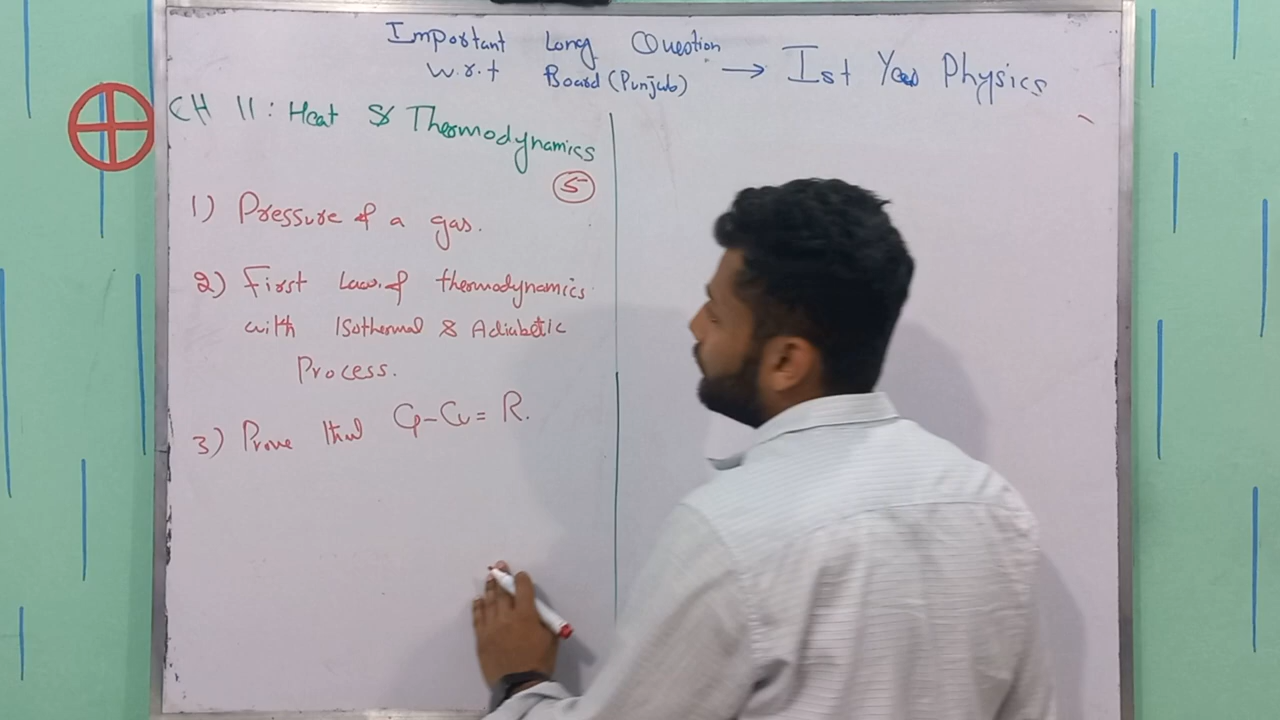 Important Long Question
w.r.t Board (Punjab) → Ist Year Physics
CH 11: Heat & Thermodynamics
5
1) Pressure of a gas.
2) First Law of thermodynamics
with Isothermal & Adiabetic
Process.
3) Prove that Cp-Cv= R.